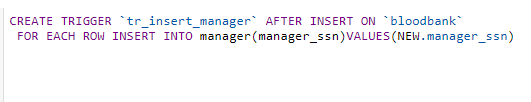 CREATE TRIGGER `tr_insert_manager` AFTER INSERT ON `bloodbank`
FOR EACH ROW INSERT INTO manager(manager_ssn)VALUES(NEW.manager_ssn)